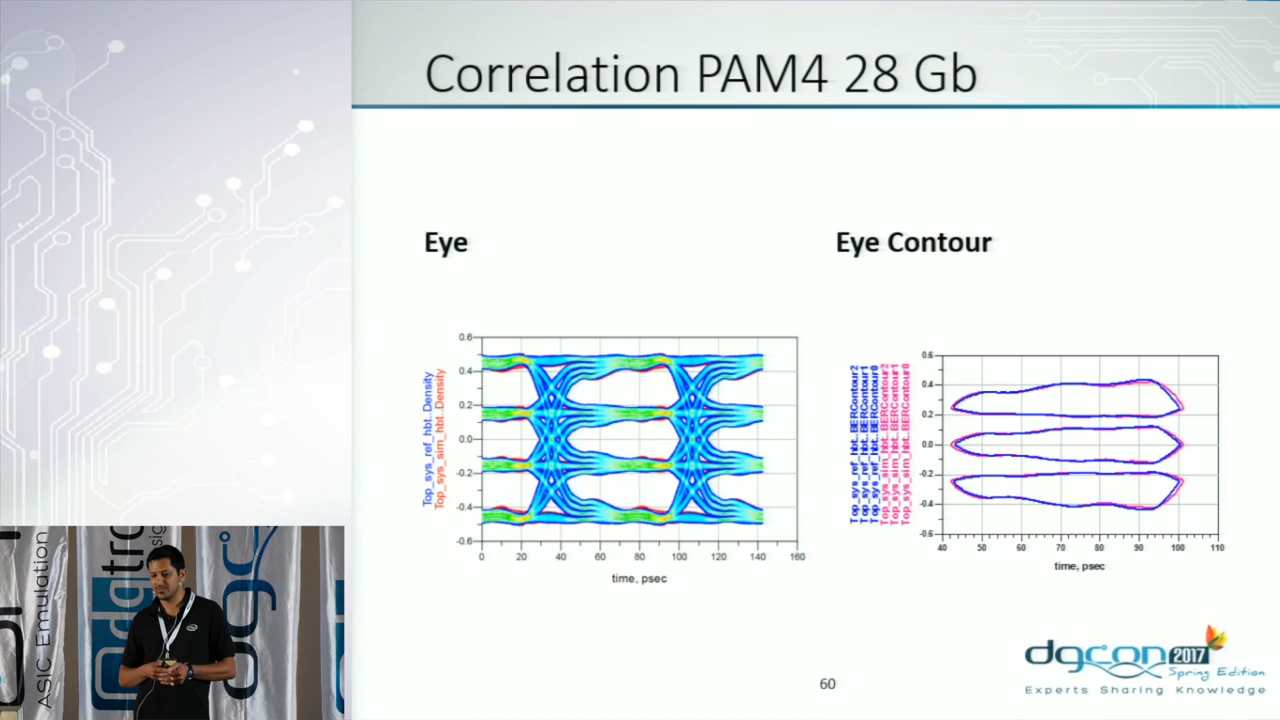 Correlation PAM4 28 Gb
Eye
Eye Contour
Top_sys_ref_hbt..Density
Top_sys_sim_hbt..Density
0.6
0.4
0.2
0.0
-0.2
-0.4
-0.6
0 20 40 60 80 100 120 140 160
time, psec
Top_sys_ref_hbt..BERContour2
Top_sys_ref_hbt..BERContour1
Top_sys_ref_hbt..BERContour0
Top_sys_sim_hbt..BERContour2
Top_sys_sim_hbt..BERContour1
Top_sys_sim_hbt..BERContour0
0.6
0.4
0.2
0.0
-0.2
-0.4
-0.6
40 50 60 70 80 90 100 110
time, psec
ASIC Emulation
dgcon 2017
Spring Edition
Experts Sharing Knowledge
60